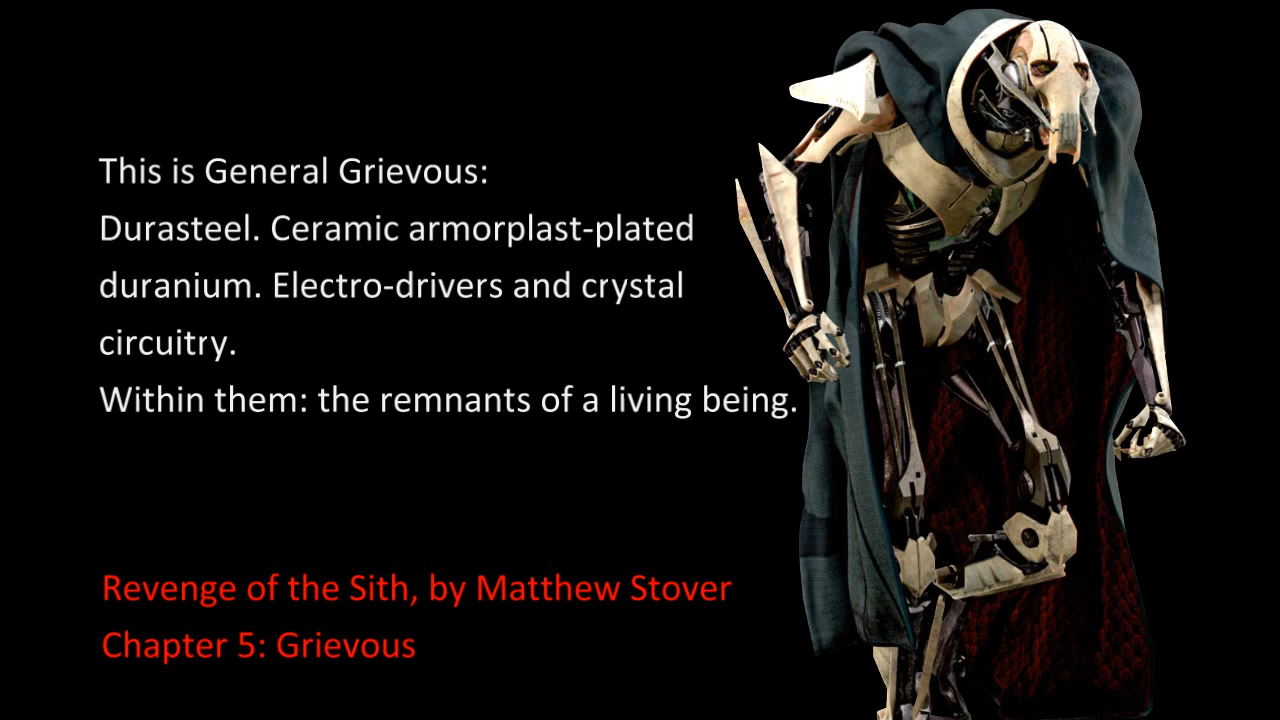 This is General Grievous:
Durasteel. Ceramic armorplast-plated
duranium. Electro-drivers and crystal
circuitry.
Within them: the remnants of a living being.
Revenge of the Sith, by Matthew Stover
Chapter 5: Grievous